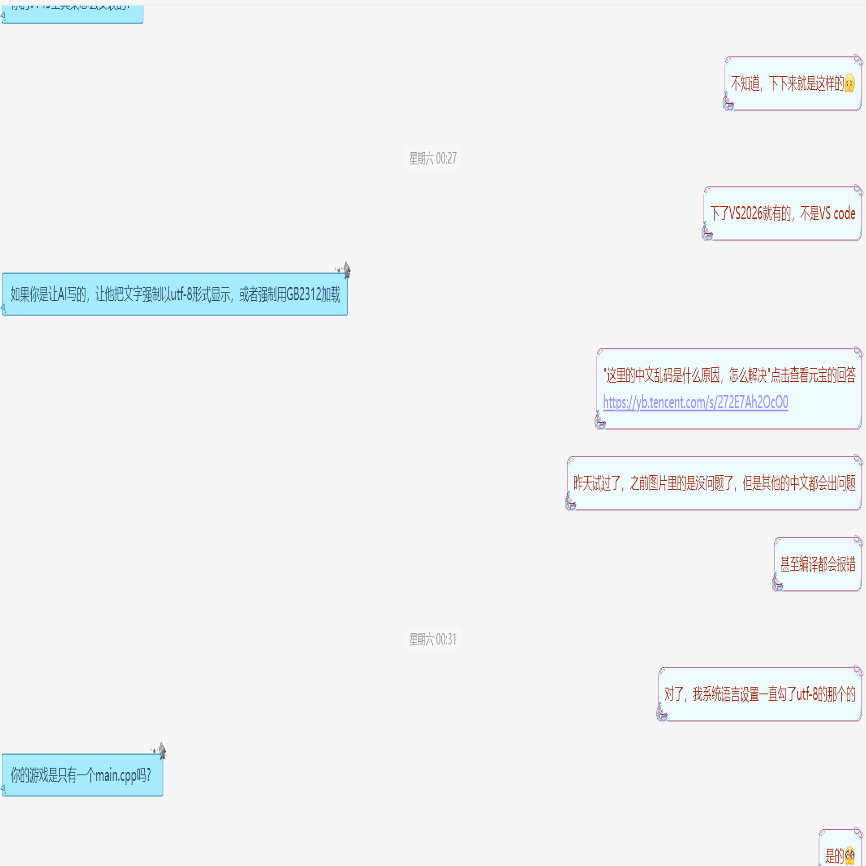 不知道，下下来就是这样的
星期六 00:27
下了VS2026就有的，不是VS code
如果你是让AI写的，让他把文字强制以utf-8形式显示，或者强制用GB2312加载
"这里的中文乱码是什么原因，怎么解决"点击查看元宝的回答
https://yb.tencent.com/s/272E7Ah2OcO0
昨天试过了，之前图片里的是没问题了，但是其他的中文都会出问题
甚至编译都会报错
星期六 00:31
对了，我系统语言设置一直勾了utf-8的那个的
你的游戏是只有一个main.cpp吗？
是的